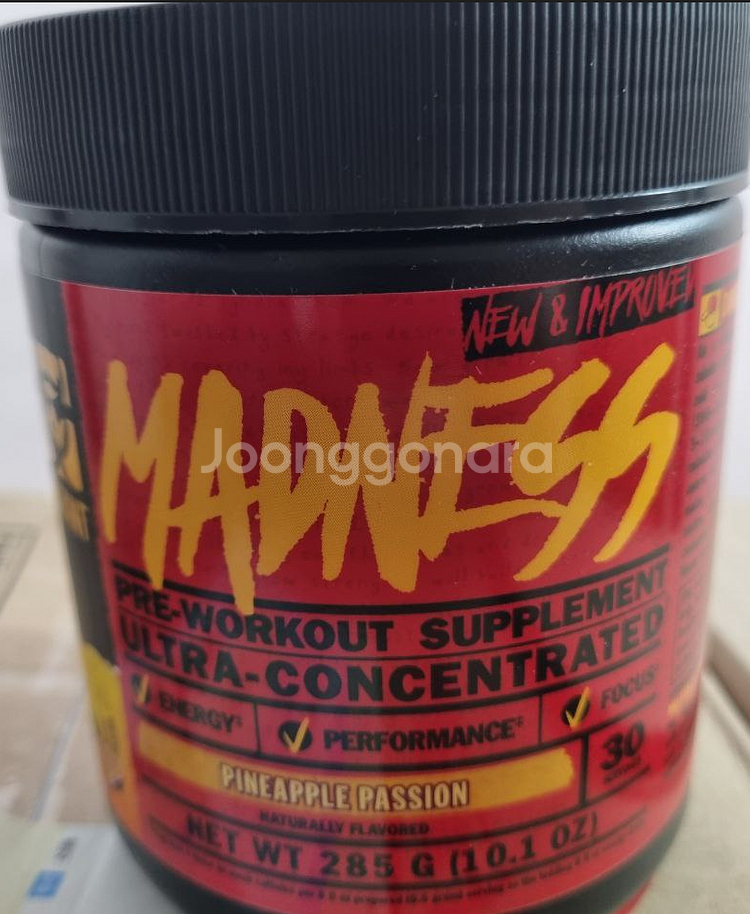 NEW & IMPROVED
MADNESS
Joonggonara
PRE-WORKOUT SUPPLEMENT
ULTRA-CONCENTRATED
ENERGY‡
PERFORMANCE‡
FOCUS‡
PINEAPPLE PASSION
30
NATURALLY FLAVORED
NET WT 285 G (10.1 OZ)